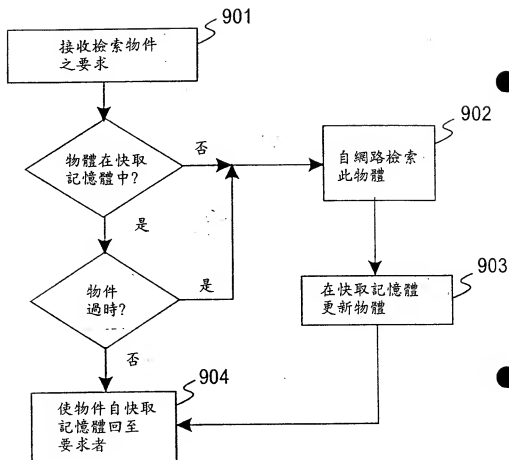 901
接收檢索物件
之要求
物體在快取
記憶體中?
否
902
自網路檢索
此物體
是
物件
過時?
是
903
在快取記憶體
更新物體
否
904
使物件自快取
記憶體回至
要求者